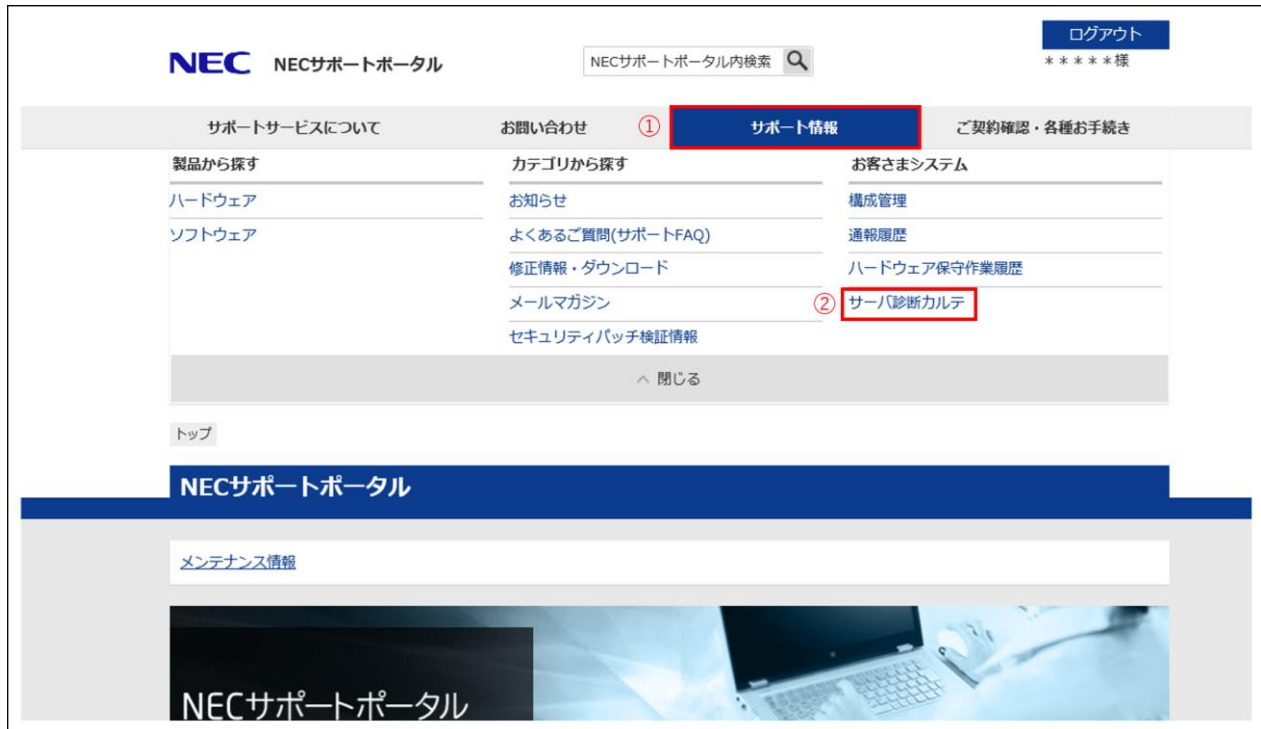 ログアウト
NEC NECサポートポータル
NECサポートポータル内検索
＊＊＊＊＊様
サポートサービスについて
お問い合わせ
①
サポート情報
ご契約確認・各種お手続き
製品から探す
ハードウェア
ソフトウェア
カテゴリから探す
お知らせ
よくあるご質問(サポートFAQ)
修正情報・ダウンロード
メールマガジン
セキュリティパッチ検証情報
お客さまシステム
構成管理
通報履歴
ハードウェア保守作業履歴
② サーバ診断カルテ
閉じる
トップ
NECサポートポータル
メンテナンス情報
NECサポートポータル